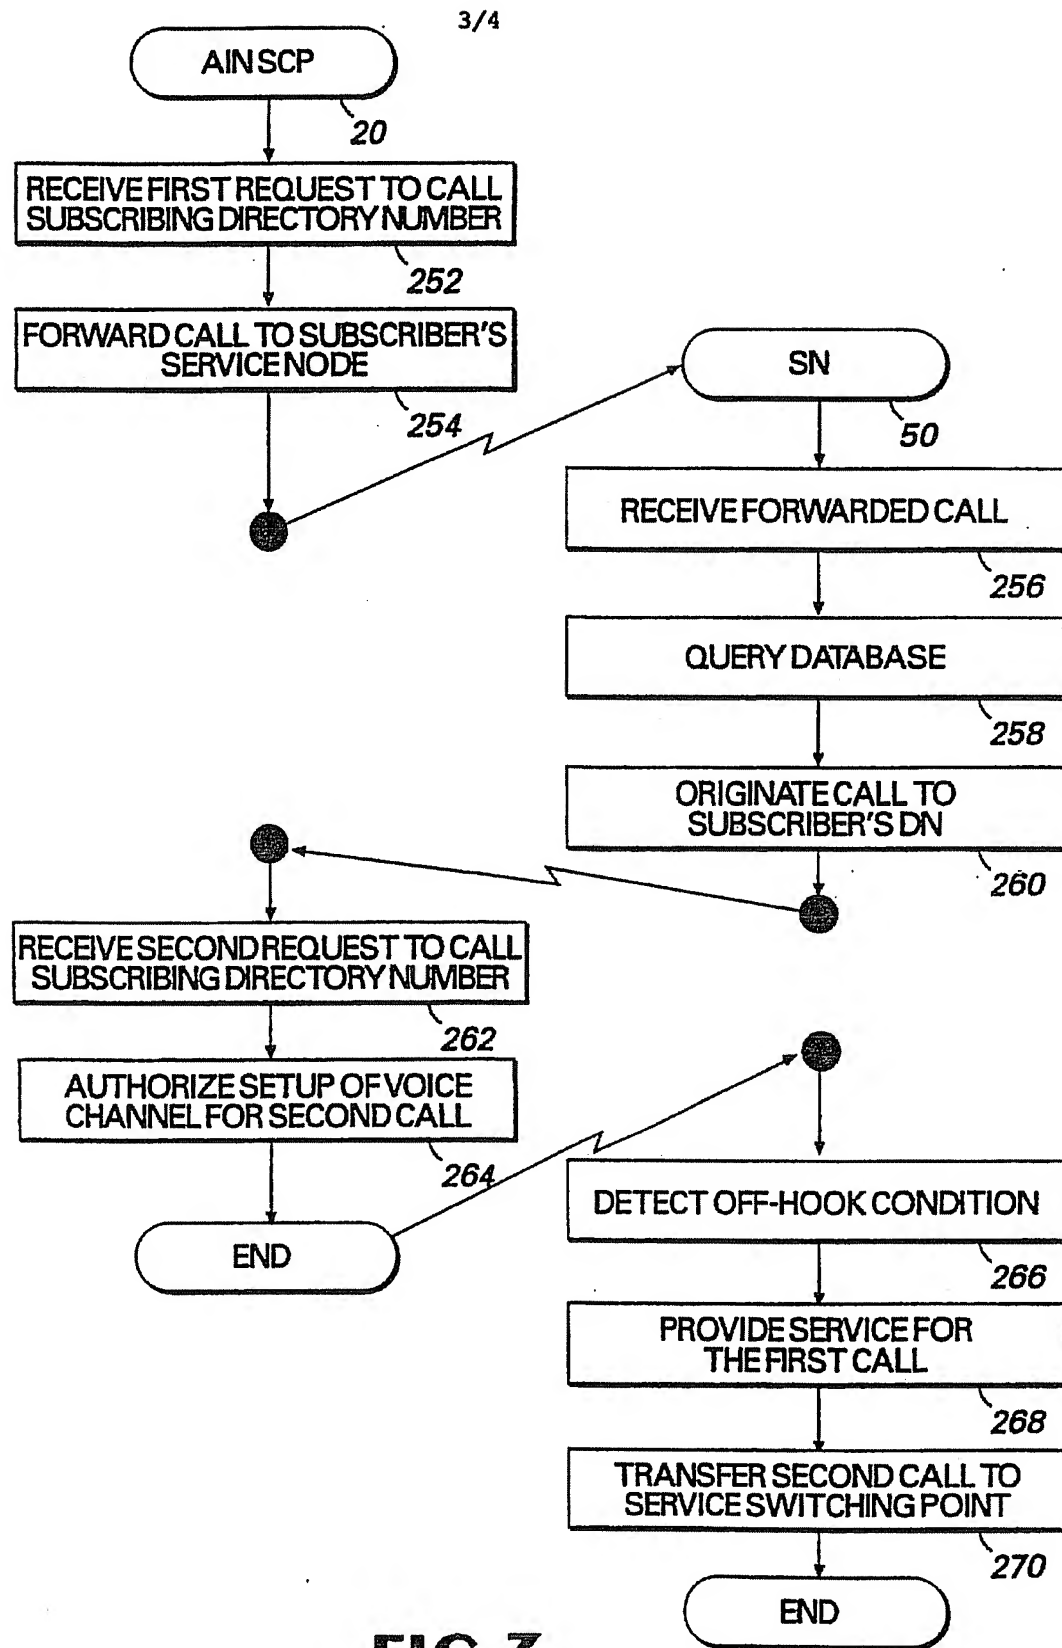 3/4
AIN SCP
20
RECEIVE FIRST REQUEST TO CALL
SUBSCRIBING DIRECTORY NUMBER
252
FORWARD CALL TO SUBSCRIBER'S
SERVICE NODE
254
SN
50
RECEIVE FORWARDED CALL
256
QUERY DATABASE
258
ORIGINATE CALL TO
SUBSCRIBER'S DN
260
RECEIVE SECOND REQUEST TO CALL
SUBSCRIBING DIRECTORY NUMBER
262
AUTHORIZE SETUP OF VOICE
CHANNEL FOR SECOND CALL
264
END
DETECT OFF-HOOK CONDITION
266
PROVIDE SERVICE FOR
THE FIRST CALL
268
TRANSFER SECOND CALL TO
SERVICE SWITCHING POINT
270
END
FIG 3